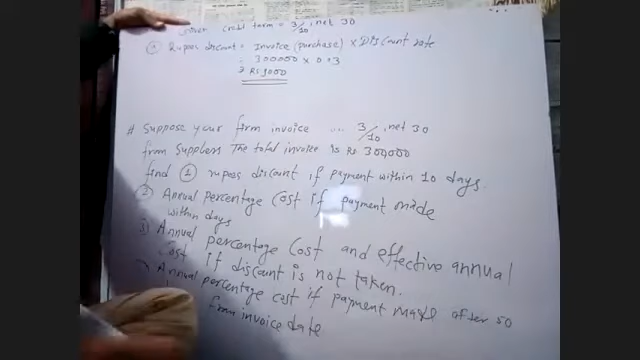 credit term = 3/10, net 30
① Rupees discount = Invoice (purchase) x Discount rate
= 300000 x 0.03
= Rs 9000
# Suppose your firm invoice ... 3/10, net 30
from suppliers The total invoice is Rs 300000
find ① rupees discount if payment within 10 days.
② Annual percentage Cost if payment made
within days
3) Annual percentage Cost and effective annual
Cost if discount is not taken.
Annual percentage cost if payment made after 50
from invoice date